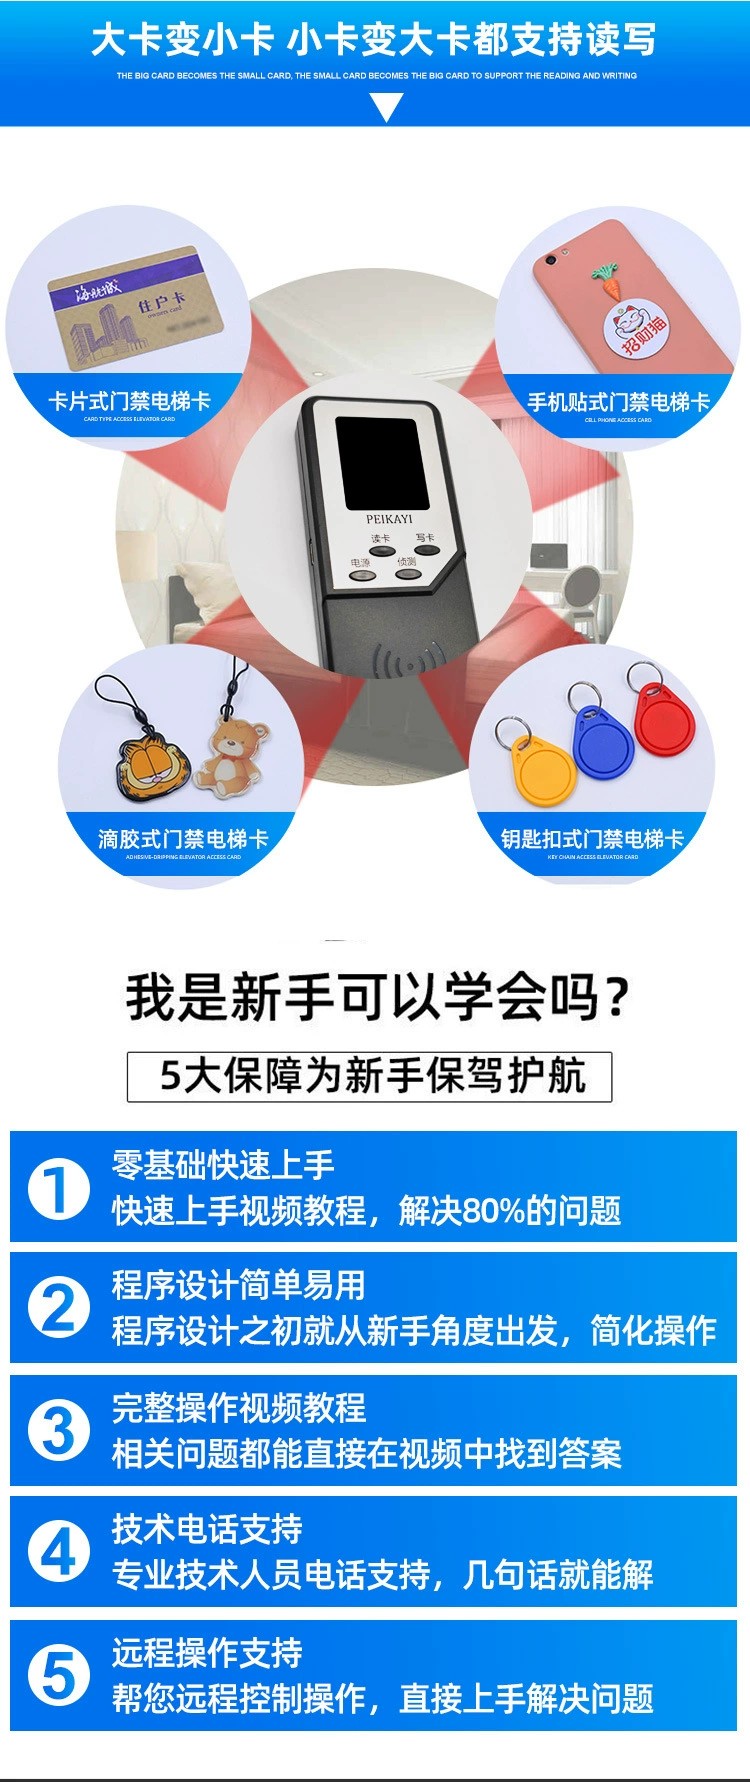 大卡变小卡 小卡变大卡都支持读写
THE BIG CARD BECOMES THE SMALL CARD, THE SMALL CARD BECOMES THE BIG CARD TO SUPPORT THE READING AND WRITING
海航城
住户卡
卡片式门禁电梯卡
CARD TYPE ACCESS ELEVATOR CARD
招财猫
手机贴式门禁电梯卡
CELL PHONE ACCESS CARD
PEIKAYI
读卡 写卡
电源 侦测
滴胶式门禁电梯卡
ADHESIVE-DRIPPING ELEVATOR ACCESS CARD
钥匙扣式门禁电梯卡
KEY CHAIN ACCESS ELEVATOR CARD
我是新手可以学会吗？
5大保障为新手保驾护航
1 零基础快速上手
快速上手视频教程，解决80%的问题
2 程序设计简单易用
程序设计之初就从新手角度出发，简化操作
3 完整操作视频教程
相关问题都能直接在视频中找到答案
4 技术电话支持
专业技术人员电话支持，几句话就能解
5 远程操作支持
帮您远程控制操作，直接上手解决问题